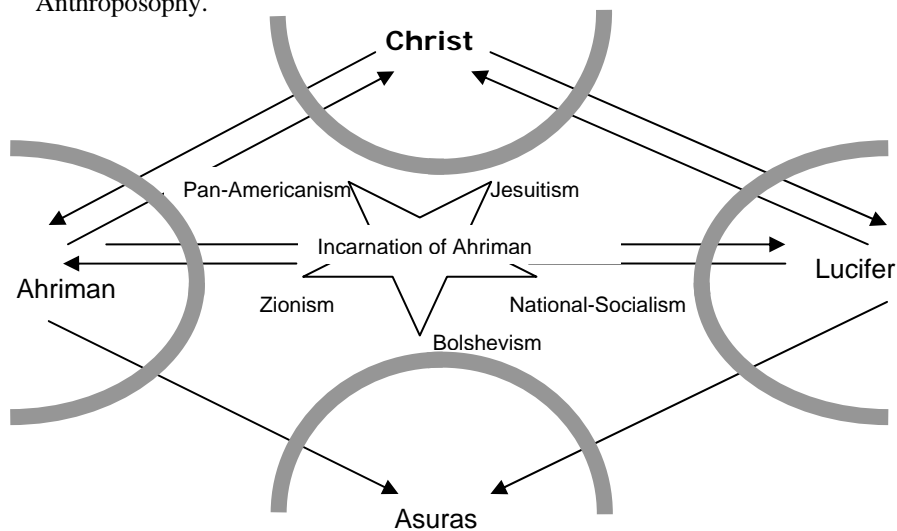 Anthroposophy.
Christ
Pan-Americanism Jesuitism
Incarnation of Ahriman
Lucifer
Ahriman
Zionism National-Socialism
Bolshevism
Asuras